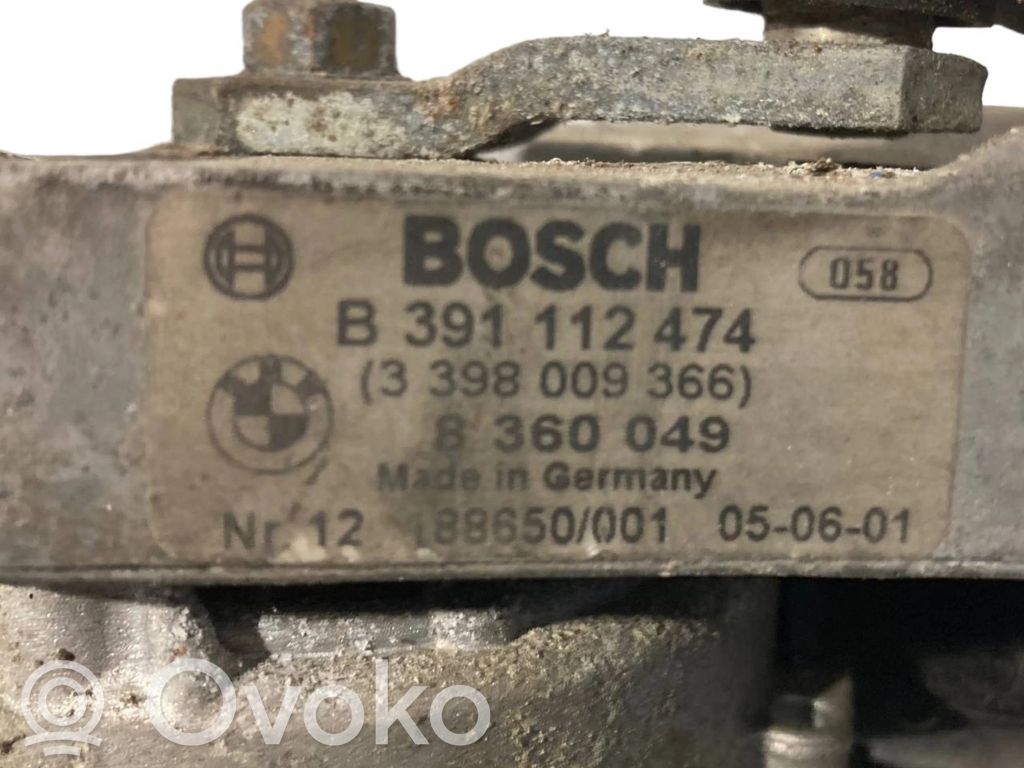 BOSCH
058
B 391 112 474
(3 398 009 366)
8 360 049
Made in Germany
Nr 12 188650/001 05-06-01
© Ovoko